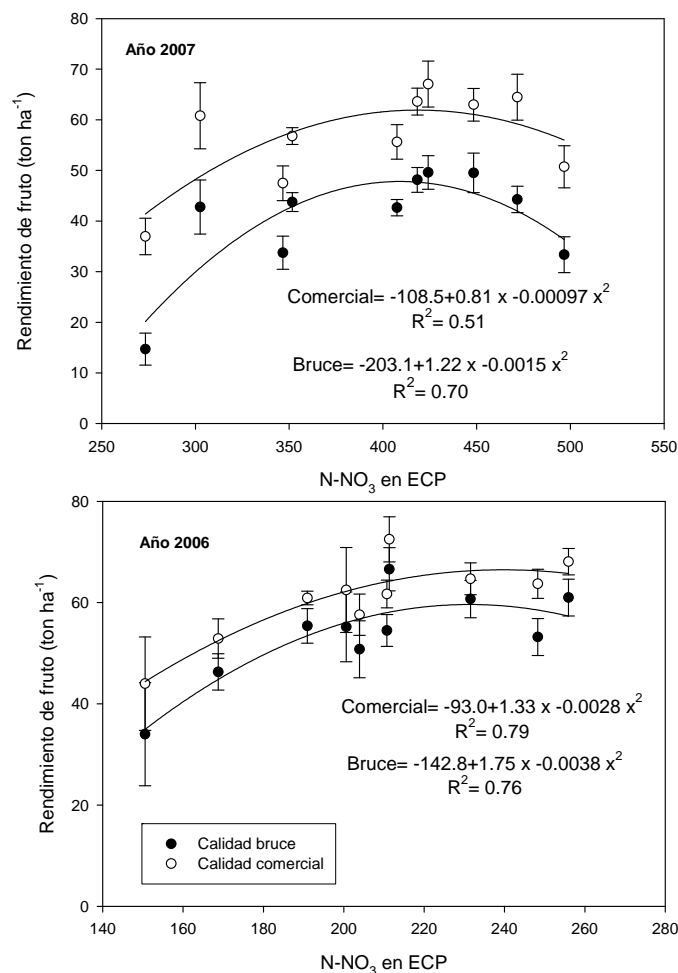 Año 2007
Rendimiento de fruto (ton ha⁻¹)
80
70
60
50
40
30
20
10
0
Comercial= -108.5+0.81 x -0.00097 x²
R²= 0.51
Bruce= -203.1+1.22 x -0.0015 x²
R²= 0.70
250 300 350 400 450 500 550
N-NO₃ en ECP
Año 2006
Rendimiento de fruto (ton ha⁻¹)
80
60
40
20
0
Comercial= -93.0+1.33 x -0.0028 x²
R²= 0.79
Bruce= -142.8+1.75 x -0.0038 x²
R²= 0.76
Calidad bruce
Calidad comercial
140 160 180 200 220 240 260 280
N-NO₃ en ECP